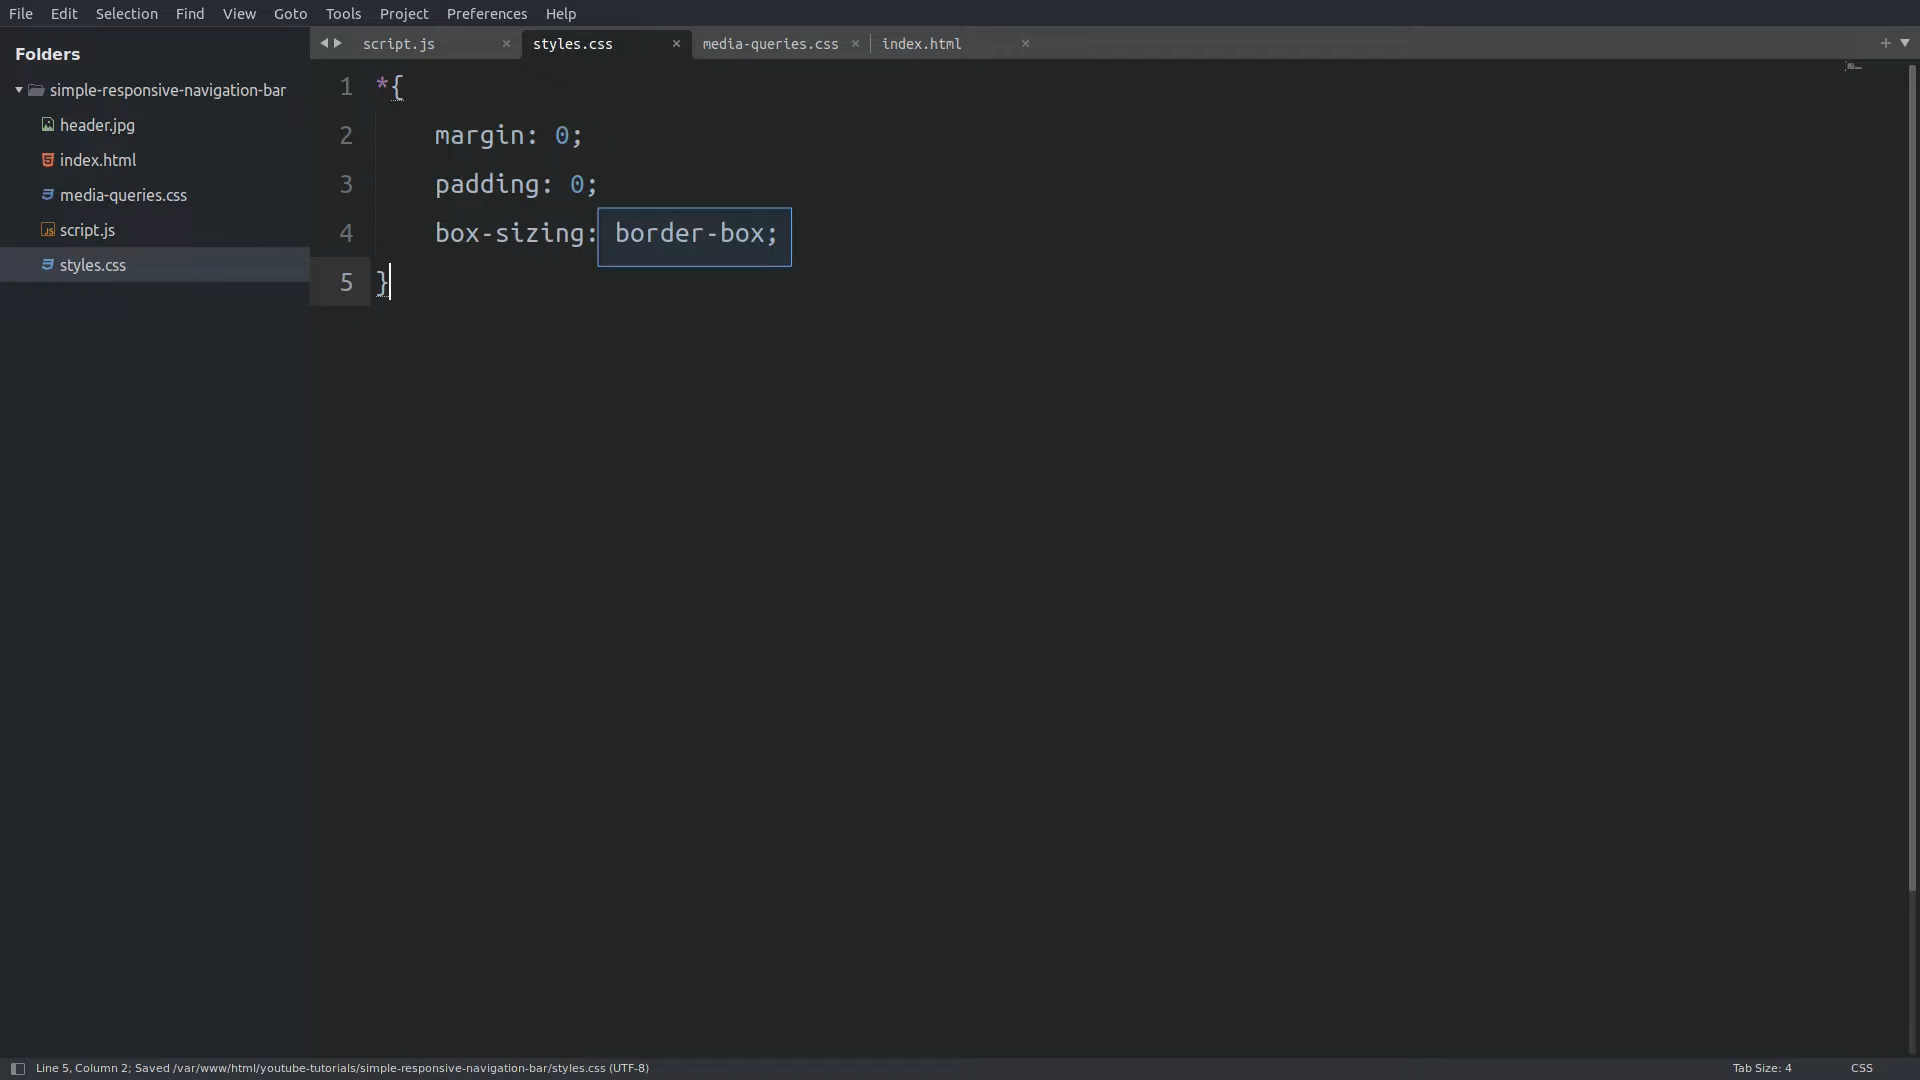 File Edit Selection Find View Goto Tools Project Preferences Help
Folders
simple-responsive-navigation-bar
header.jpg
index.html
media-queries.css
script.js
styles.css
script.js styles.css media-queries.css index.html
1 *{
2 margin: 0;
3 padding: 0;
4 box-sizing: border-box;
5 }
Line 5, Column 2; Saved /var/www/html/youtube-tutorials/simple-responsive-navigation-bar/styles.css (UTF-8) Tab Size: 4 CSS